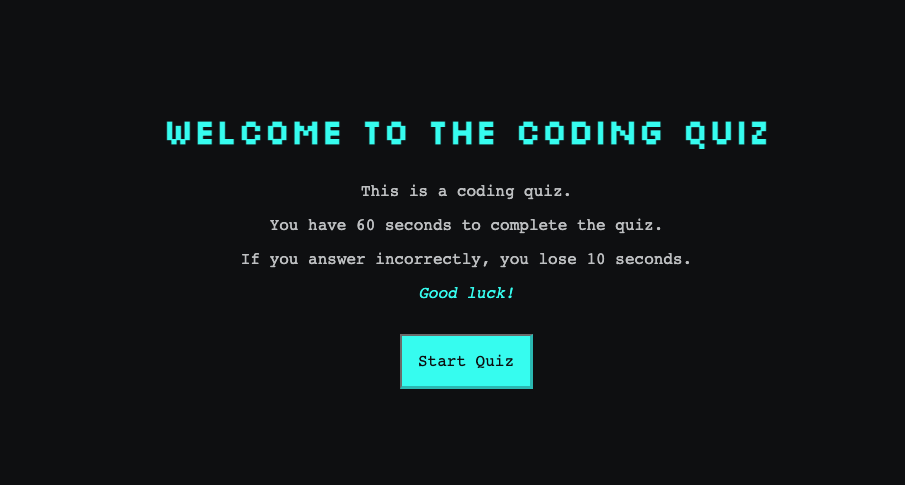 WELCOME TO THE CODING QUIZ
This is a coding quiz.
You have 60 seconds to complete the quiz.
If you answer incorrectly, you lose 10 seconds.
Good luck!
Start Quiz